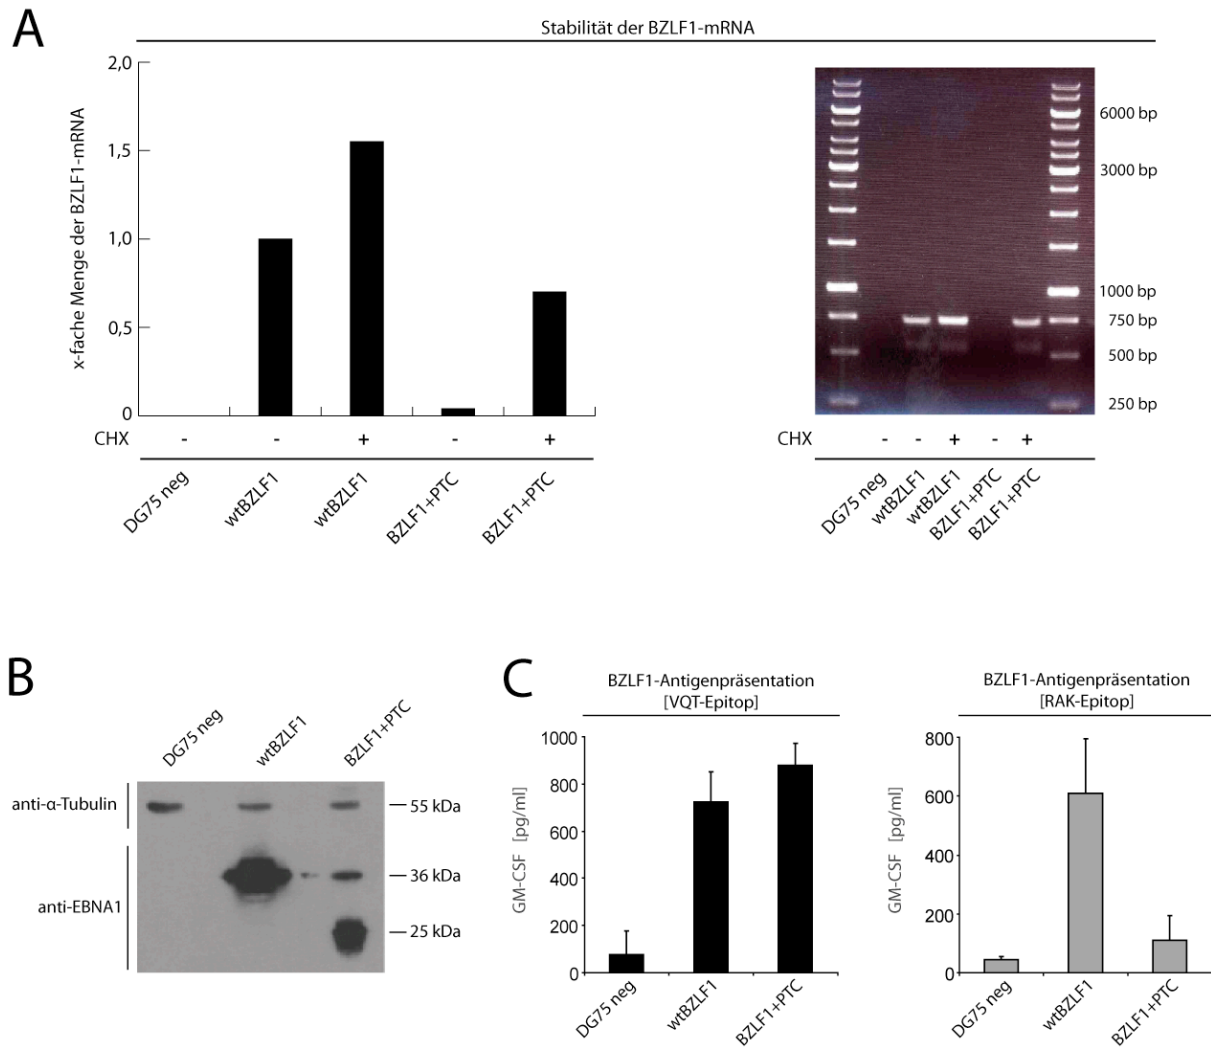 A
Stabilität der BZLF1-mRNA
x-fache Menge der BZLF1-mRNA
2,0
1,5
1,0
0,5
0
CHX - - + - +
DG75 neg
wtBZLF1
wtBZLF1
BZLF1+PTC
BZLF1+PTC
6000 bp
3000 bp
1000 bp
750 bp
500 bp
250 bp
CHX - - + - +
DG75 neg
wtBZLF1
wtBZLF1
BZLF1+PTC
BZLF1+PTC
B
DG75 neg
wtBZLF1
BZLF1+PTC
anti-α-Tubulin
55 kDa
anti-EBNA1
36 kDa
25 kDa
C
BZLF1-Antigenpräsentation
[VQT-Epitop]
GM-CSF [pg/ml]
1000
800
600
400
200
0
DG75 neg
wtBZLF1
BZLF1+PTC
BZLF1-Antigenpräsentation
[RAK-Epitop]
GM-CSF [pg/ml]
800
600
400
200
0
DG75 neg
wtBZLF1
BZLF1+PTC